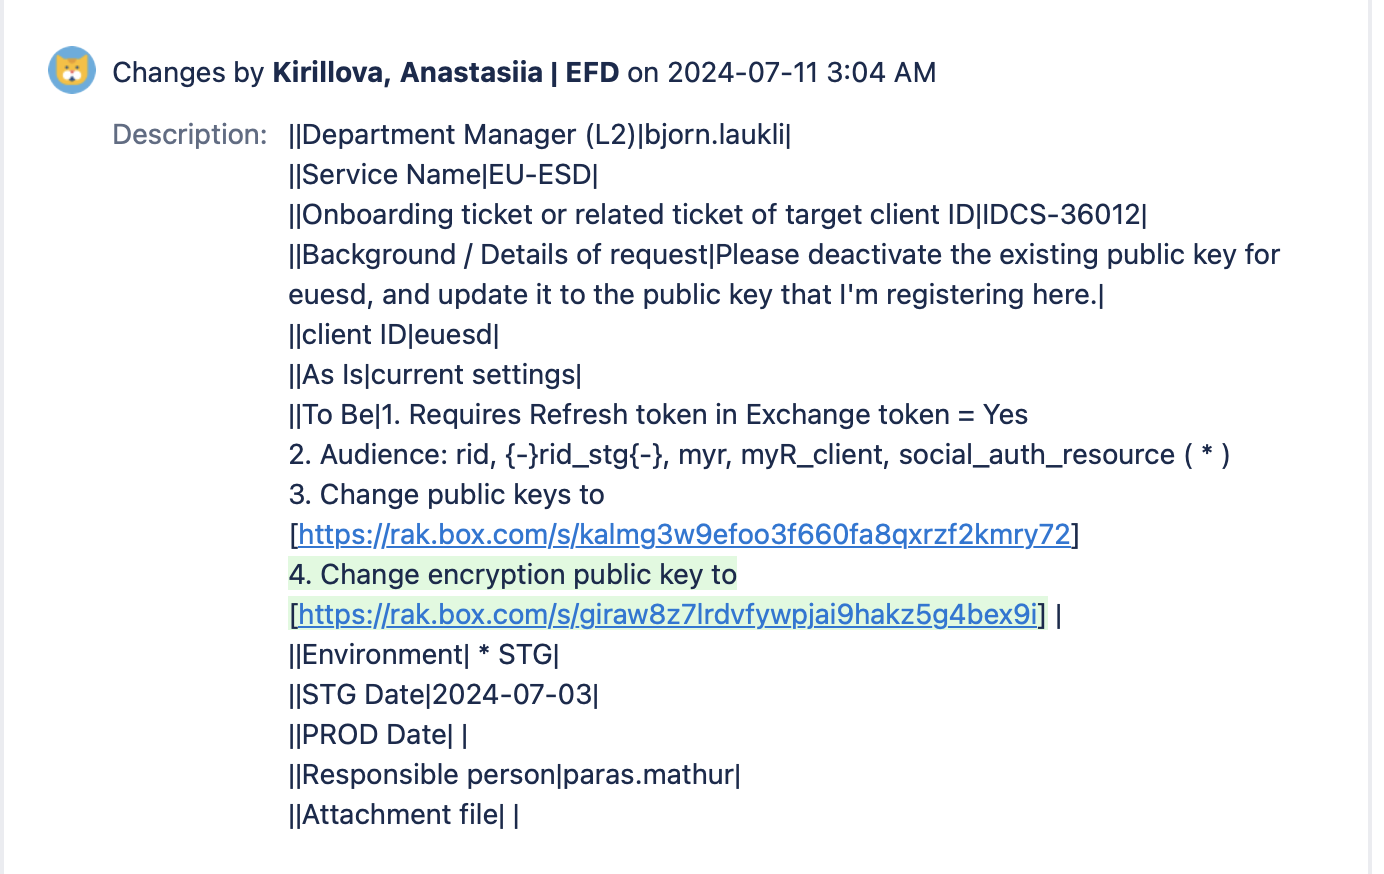 Changes by Kirillova, Anastasiia | EFD on 2024-07-11 3:04 AM
Description: ||Department Manager (L2)|bjorn.laukli|
||Service Name|EU-ESD|
||Onboarding ticket or related ticket of target client ID|IDCS-36012|
||Background / Details of request|Please deactivate the existing public key for
euesd, and update it to the public key that I'm registering here.|
||client ID|euesd|
||As Is|current settings|
||To Be|1. Requires Refresh token in Exchange token = Yes
2. Audience: rid, {-}rid_stg{-}, myr, myR_client, social_auth_resource ( * )
3. Change public keys to
[https://rak.box.com/s/kalmg3w9efoo3f660fa8qxrzf2kmry72]
4. Change encryption public key to
[https://rak.box.com/s/giraw8z7lrdvfywpjai9hakz5g4bex9i] |
||Environment| * STG|
||STG Date|2024-07-03|
||PROD Date| |
||Responsible person|paras.mathur|
||Attachment file| |